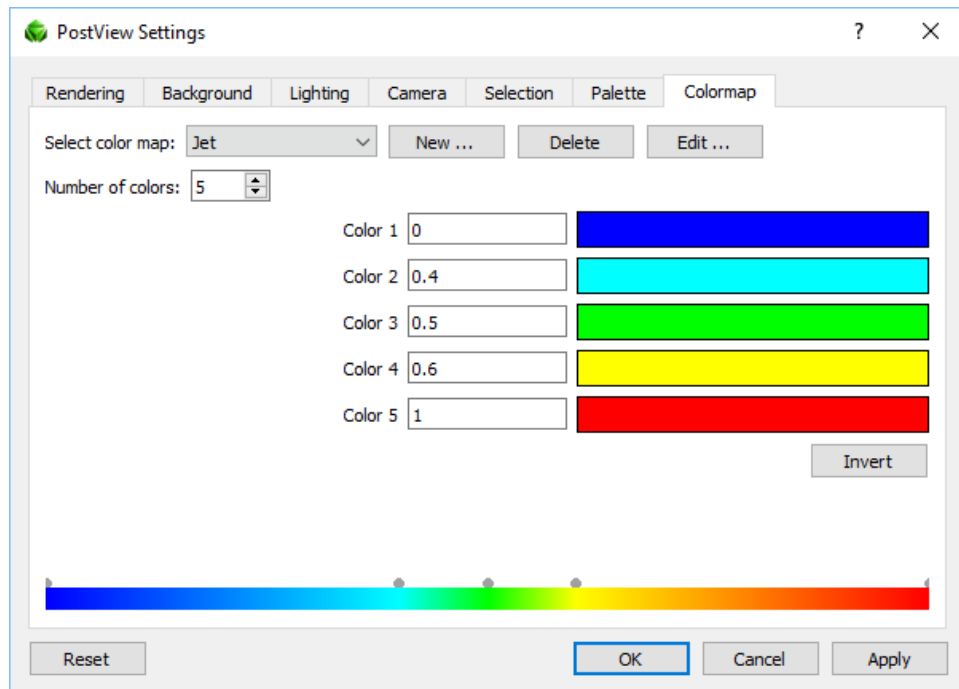 PostView Settings ?
Rendering Background Lighting Camera Selection Palette Colormap
Select color map: Jet New ... Delete Edit ...
Number of colors: 5
Color 1 0
Color 2 0.4
Color 3 0.5
Color 4 0.6
Color 5 1
Invert
Reset OK Cancel Apply